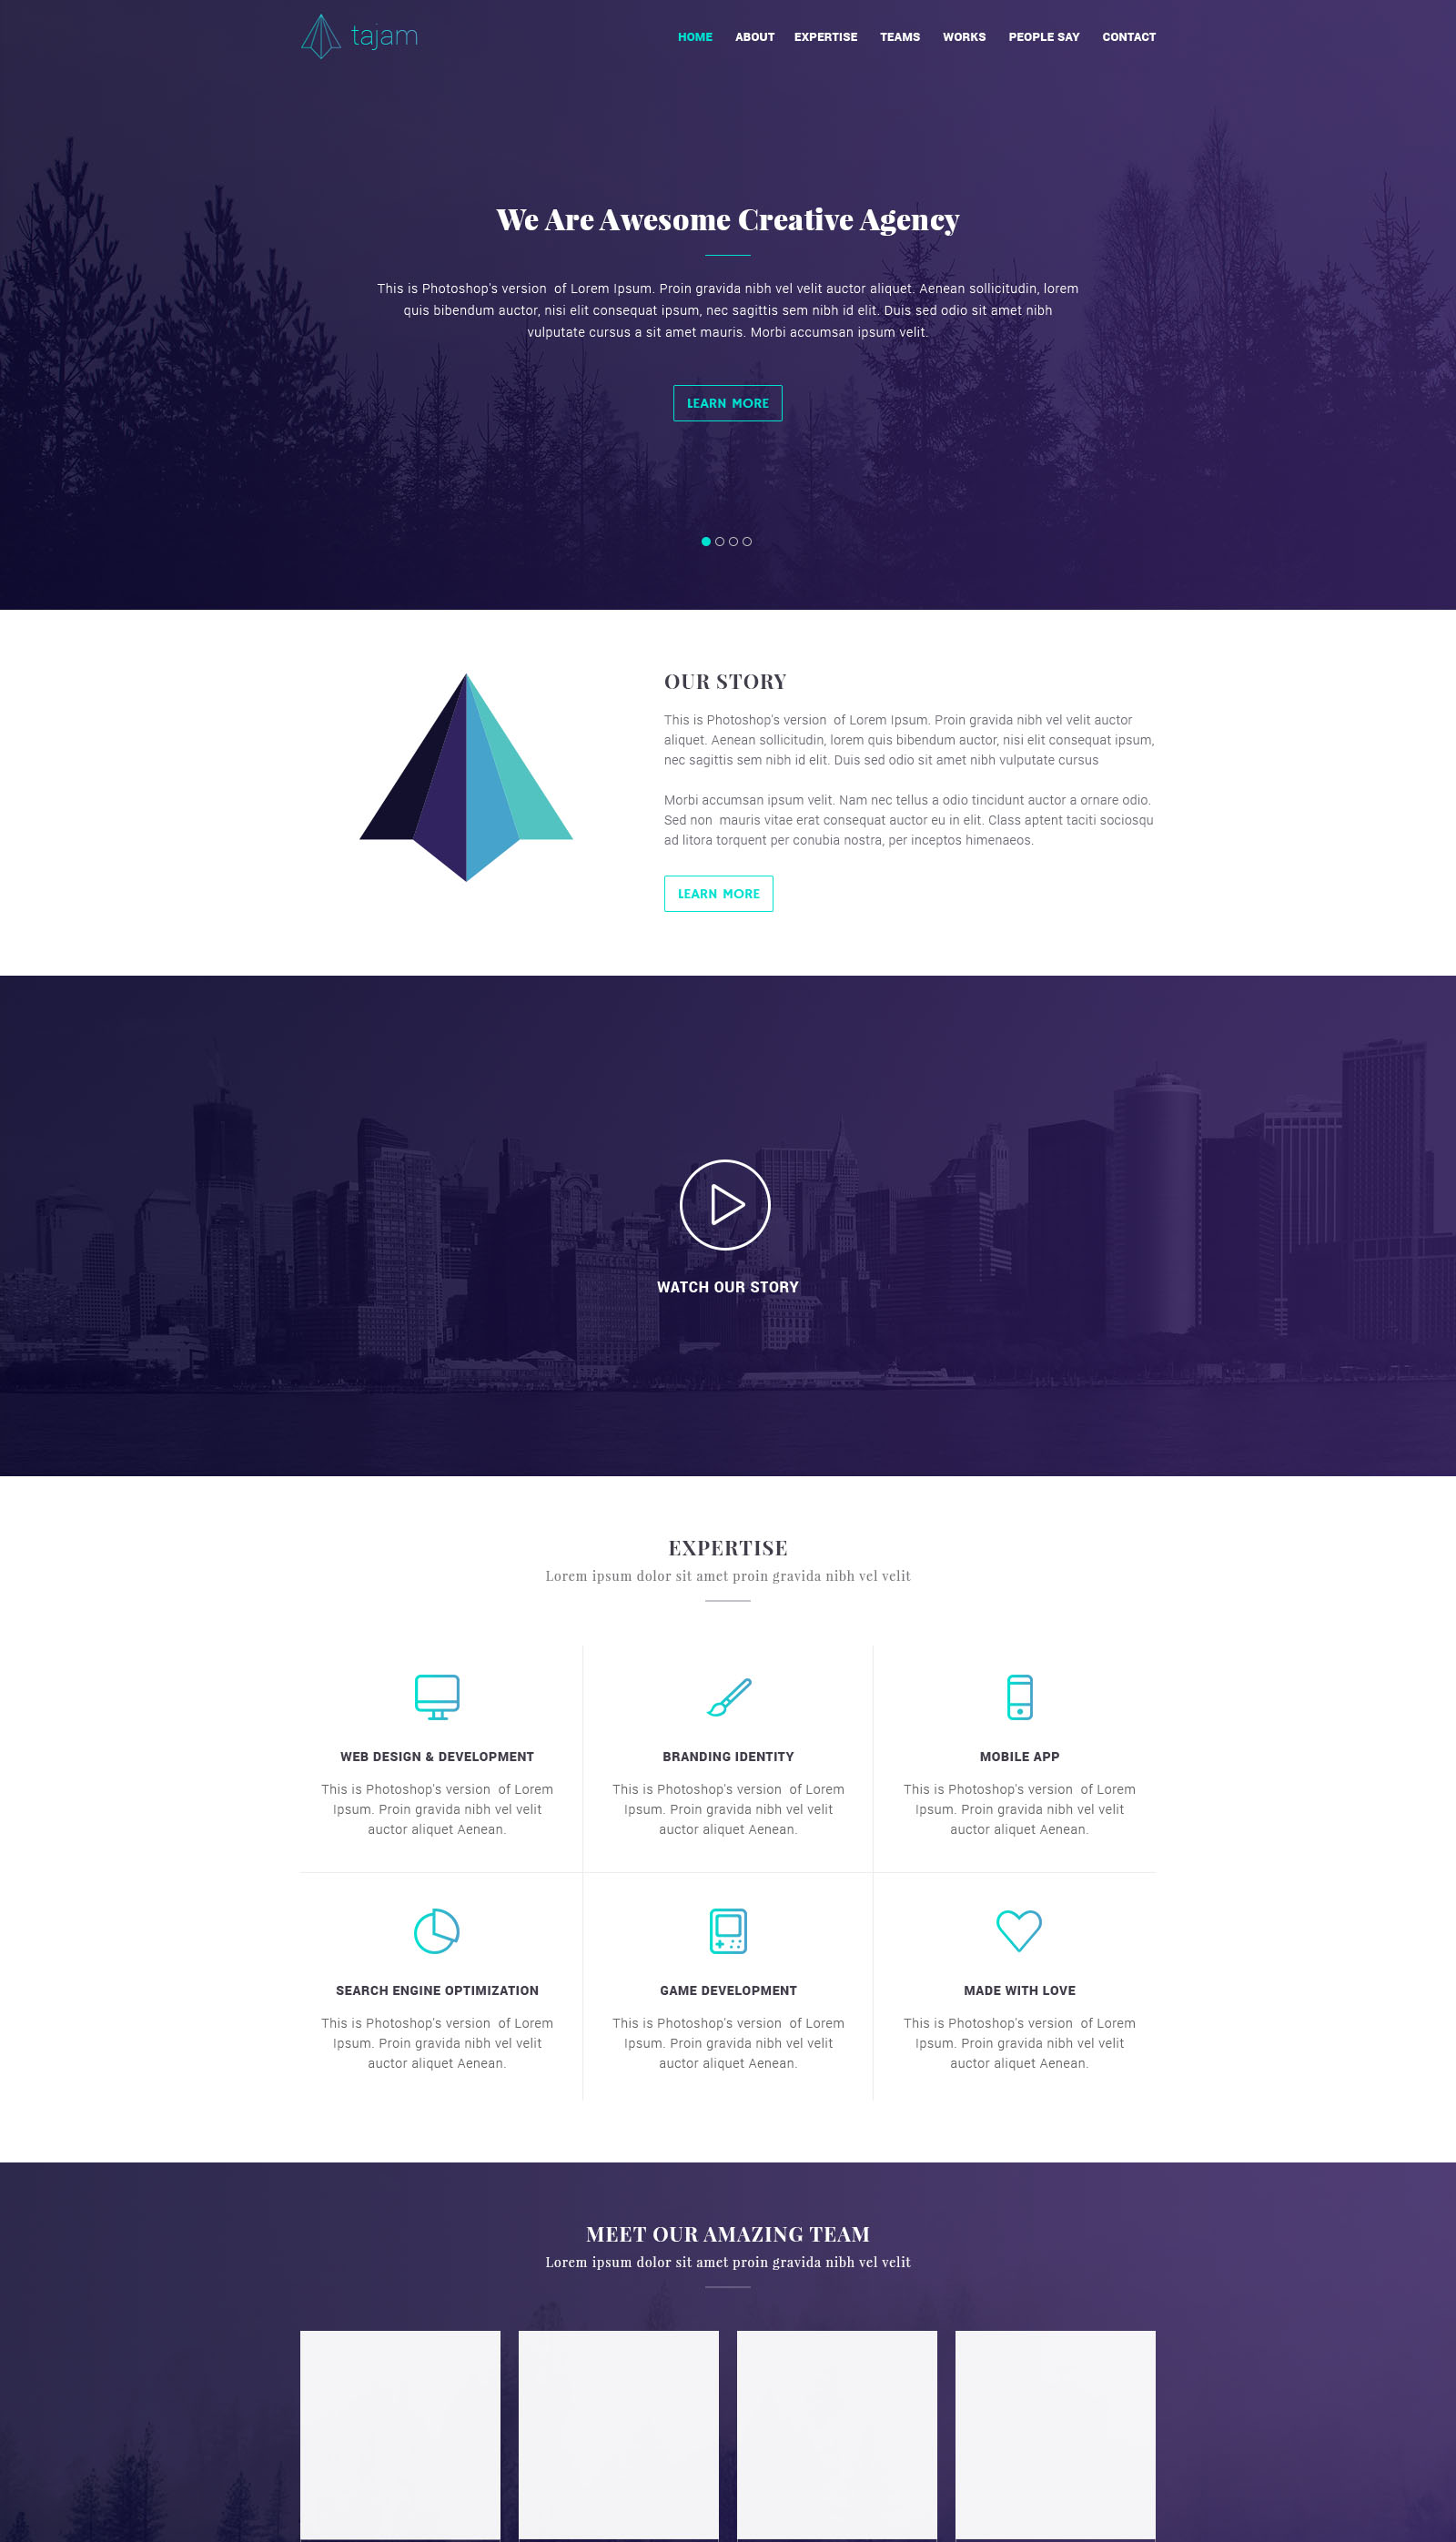 tajam
HOME ABOUT EXPERTISE TEAMS WORKS PEOPLE SAY CONTACT
We Are Awesome Creative Agency
This is Photoshop's version of Lorem Ipsum. Proin gravida nibh vel velit auctor aliquet. Aenean sollicitudin, lorem
quis bibendum auctor, nisi elit consequat ipsum, nec sagittis sem nibh id elit. Duis sed odio sit amet nibh
vulputate cursus a sit amet mauris. Morbi accumsan ipsum velit.
LEARN MORE
OUR STORY
This is Photoshop's version of Lorem Ipsum. Proin gravida nibh vel velit auctor
aliquet. Aenean sollicitudin, lorem quis bibendum auctor, nisi elit consequat ipsum,
nec sagittis sem nibh id elit. Duis sed odio sit amet nibh vulputate cursus
Morbi accumsan ipsum velit. Nam nec tellus a odio tincidunt auctor a ornare odio.
Sed non mauris vitae erat consequat auctor eu in elit. Class aptent taciti sociosqu
ad litora torquent per conubia nostra, per inceptos himenaeos.
LEARN MORE
WATCH OUR STORY
EXPERTISE
Lorem ipsum dolor sit amet proin gravida nibh vel velit
WEB DESIGN & DEVELOPMENT
This is Photoshop's version of Lorem
Ipsum. Proin gravida nibh vel velit
auctor aliquet Aenean.
BRANDING IDENTITY
This is Photoshop's version of Lorem
Ipsum. Proin gravida nibh vel velit
auctor aliquet Aenean.
MOBILE APP
This is Photoshop's version of Lorem
Ipsum. Proin gravida nibh vel velit
auctor aliquet Aenean.
SEARCH ENGINE OPTIMIZATION
This is Photoshop's version of Lorem
Ipsum. Proin gravida nibh vel velit
auctor aliquet Aenean.
GAME DEVELOPMENT
This is Photoshop's version of Lorem
Ipsum. Proin gravida nibh vel velit
auctor aliquet Aenean.
MADE WITH LOVE
This is Photoshop's version of Lorem
Ipsum. Proin gravida nibh vel velit
auctor aliquet Aenean.
MEET OUR AMAZING TEAM
Lorem ipsum dolor sit amet proin gravida nibh vel velit